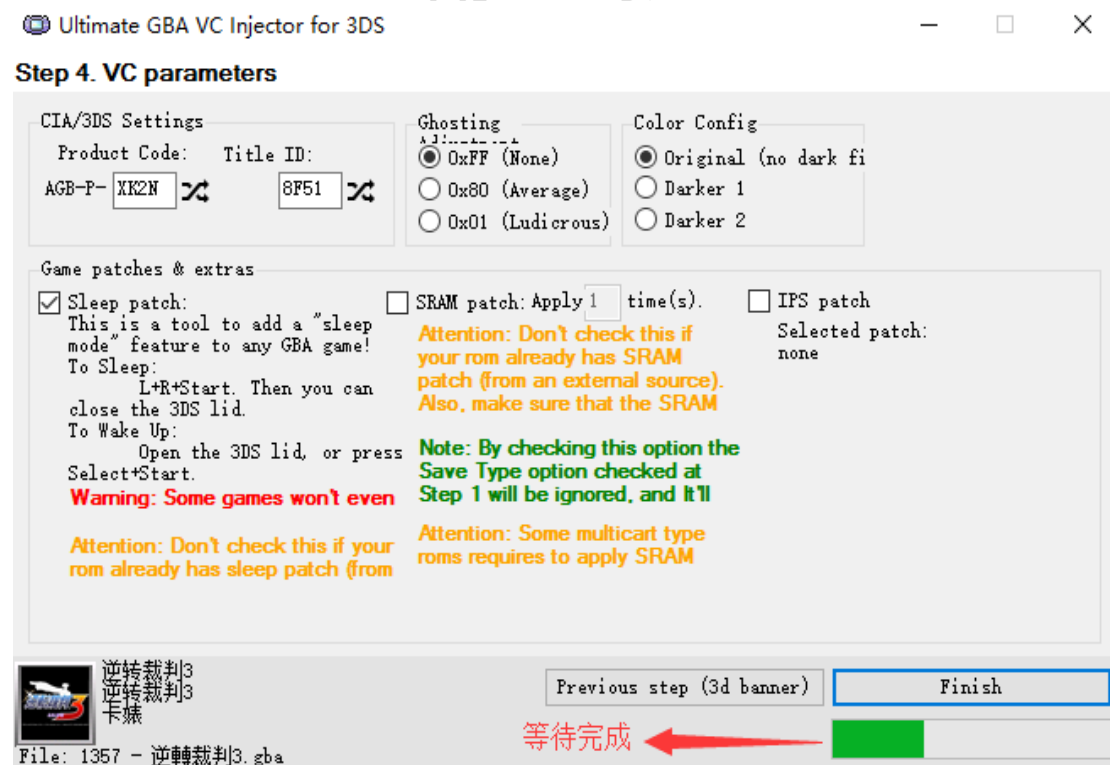 Ultimate GBA VC Injector for 3DS
Step 4. VC parameters
CIA/3DS Settings
Product Code:
Title ID:
AGB-P-
XK2N
8F51
Ghosting
0xFF (None)
0x80 (Average)
0x01 (Ludicrous)
Color Config
Original (no dark fi
Darker 1
Darker 2
Game patches & extras
Sleep patch:
This is a tool to add a "sleep
mode" feature to any GBA game!
To Sleep:
L+R+Start. Then you can
close the 3DS lid.
To Wake Up:
Open the 3DS lid, or press
Select+Start.
Warning: Some games won't even
Attention: Don't check this if your
rom already has sleep patch (from
SRAM patch: Apply 1 time(s).
Attention: Don't check this if
your rom already has SRAM
patch (from an external source).
Also, make sure that the SRAM
Note: By checking this option the
Save Type option checked at
Step 1 will be ignored, and It'll
Attention: Some multicart type
roms requires to apply SRAM
IPS patch
Selected patch:
none
逆转裁判3
逆转裁判3
卡婊
File: 1357 - 逆轉裁判3.gba
Previous step (3d banner)
Finish
等待完成